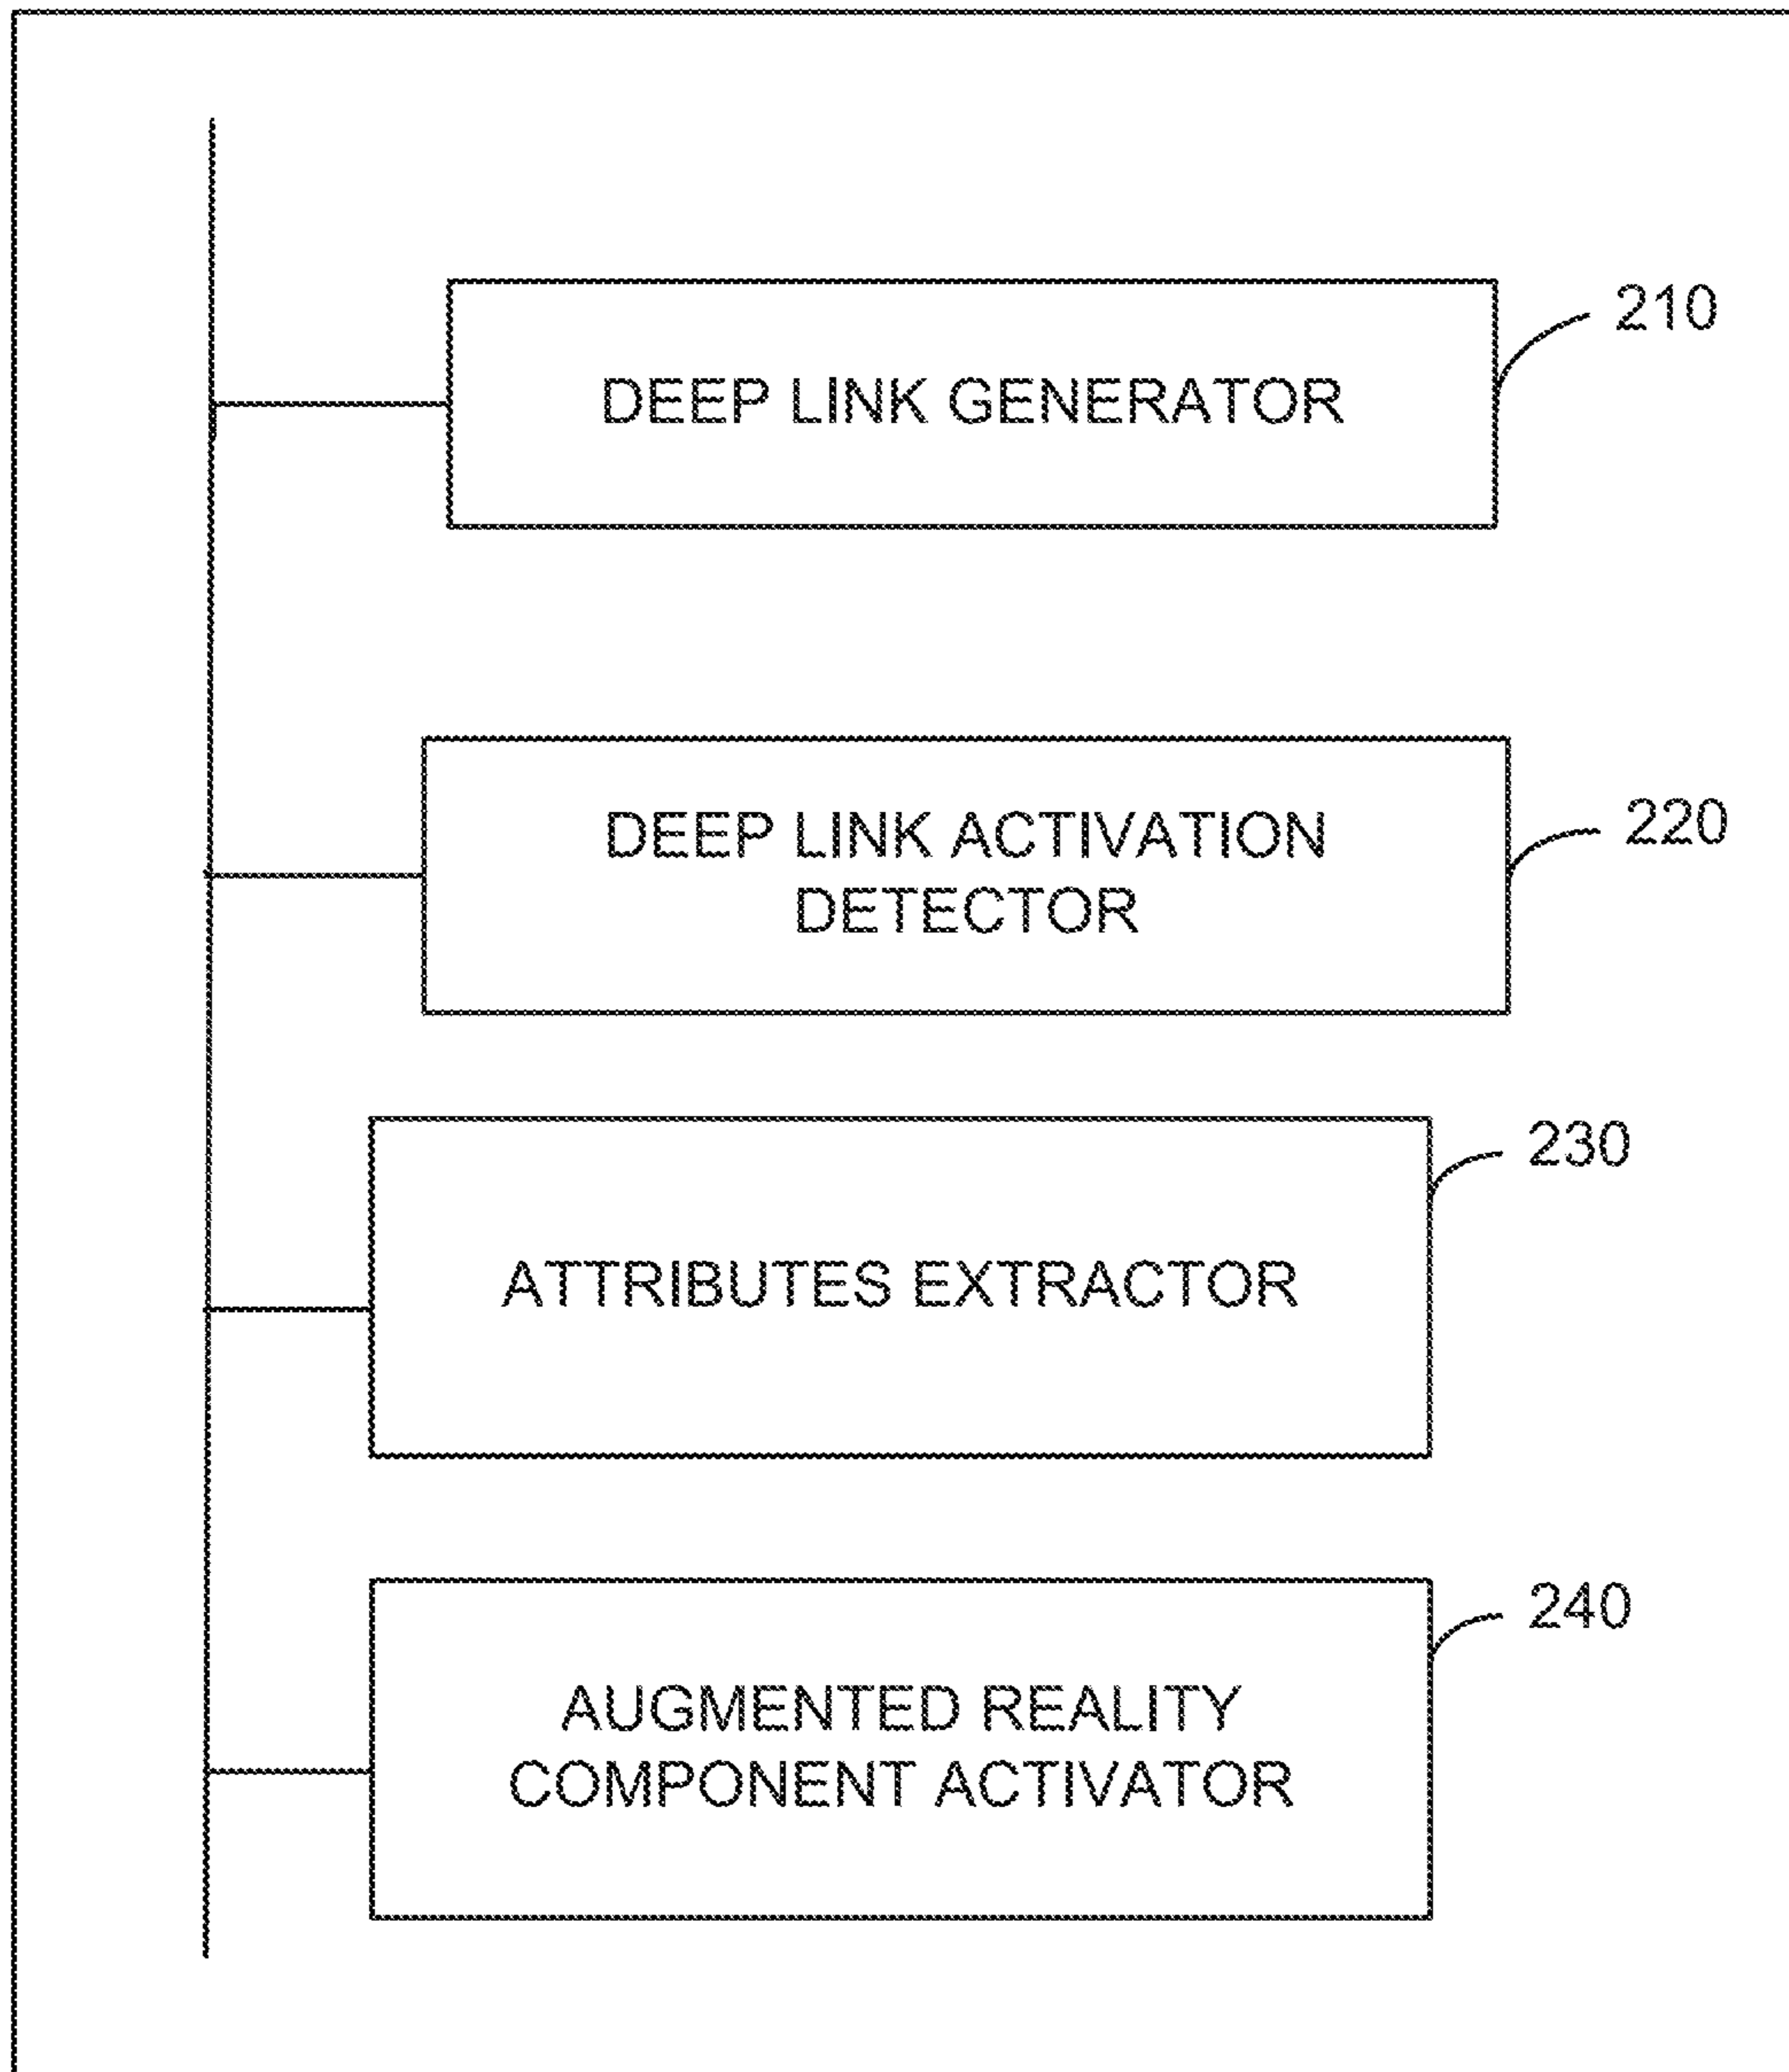 210
DEEP LINK GENERATOR
220
DEEP LINK ACTIVATION
DETECTOR
230
ATTRIBUTES EXTRACTOR
240
AUGMENTED REALITY
COMPONENT ACTIVATOR